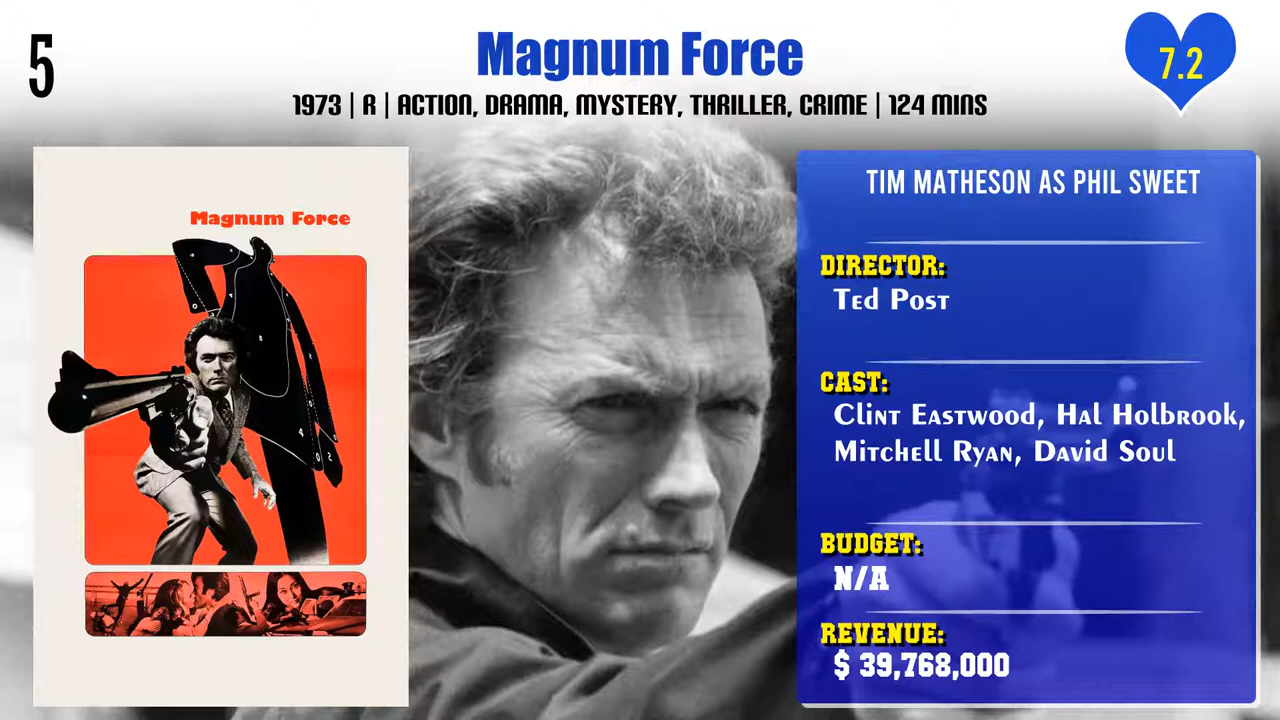 5
Magnum Force
7.2
1973 | R | ACTION, DRAMA, MYSTERY, THRILLER, CRIME | 124 MINS
Magnum Force
TIM MATHESON AS PHIL SWEET
DIRECTOR:
Ted Post
CAST:
Clint Eastwood, Hal Holbrook,
Mitchell Ryan, David Soul
BUDGET:
N/A
REVENUE:
$ 39,768,000